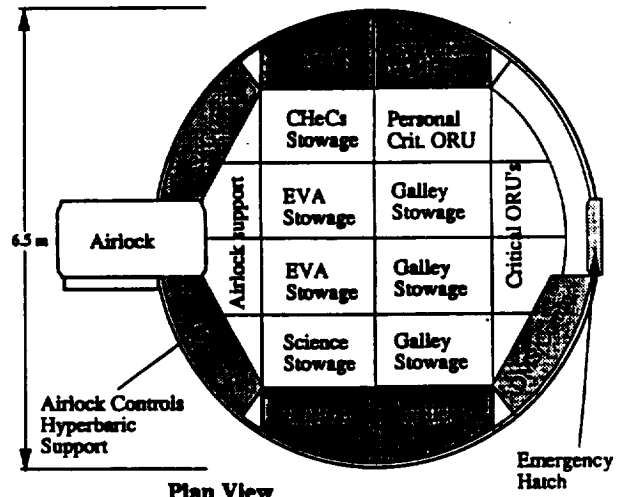 CHeCs
Stowage
Personal
Crit. ORU
EVA
Stowage
Galley
Stowage
6.5 m
Airlock
Airlock support
Critical ORU's
EVA
Stowage
Galley
Stowage
Science
Stowage
Galley
Stowage
Airlock Controls
Hyperbaric
Support
Emergency
Hatch
Plan View